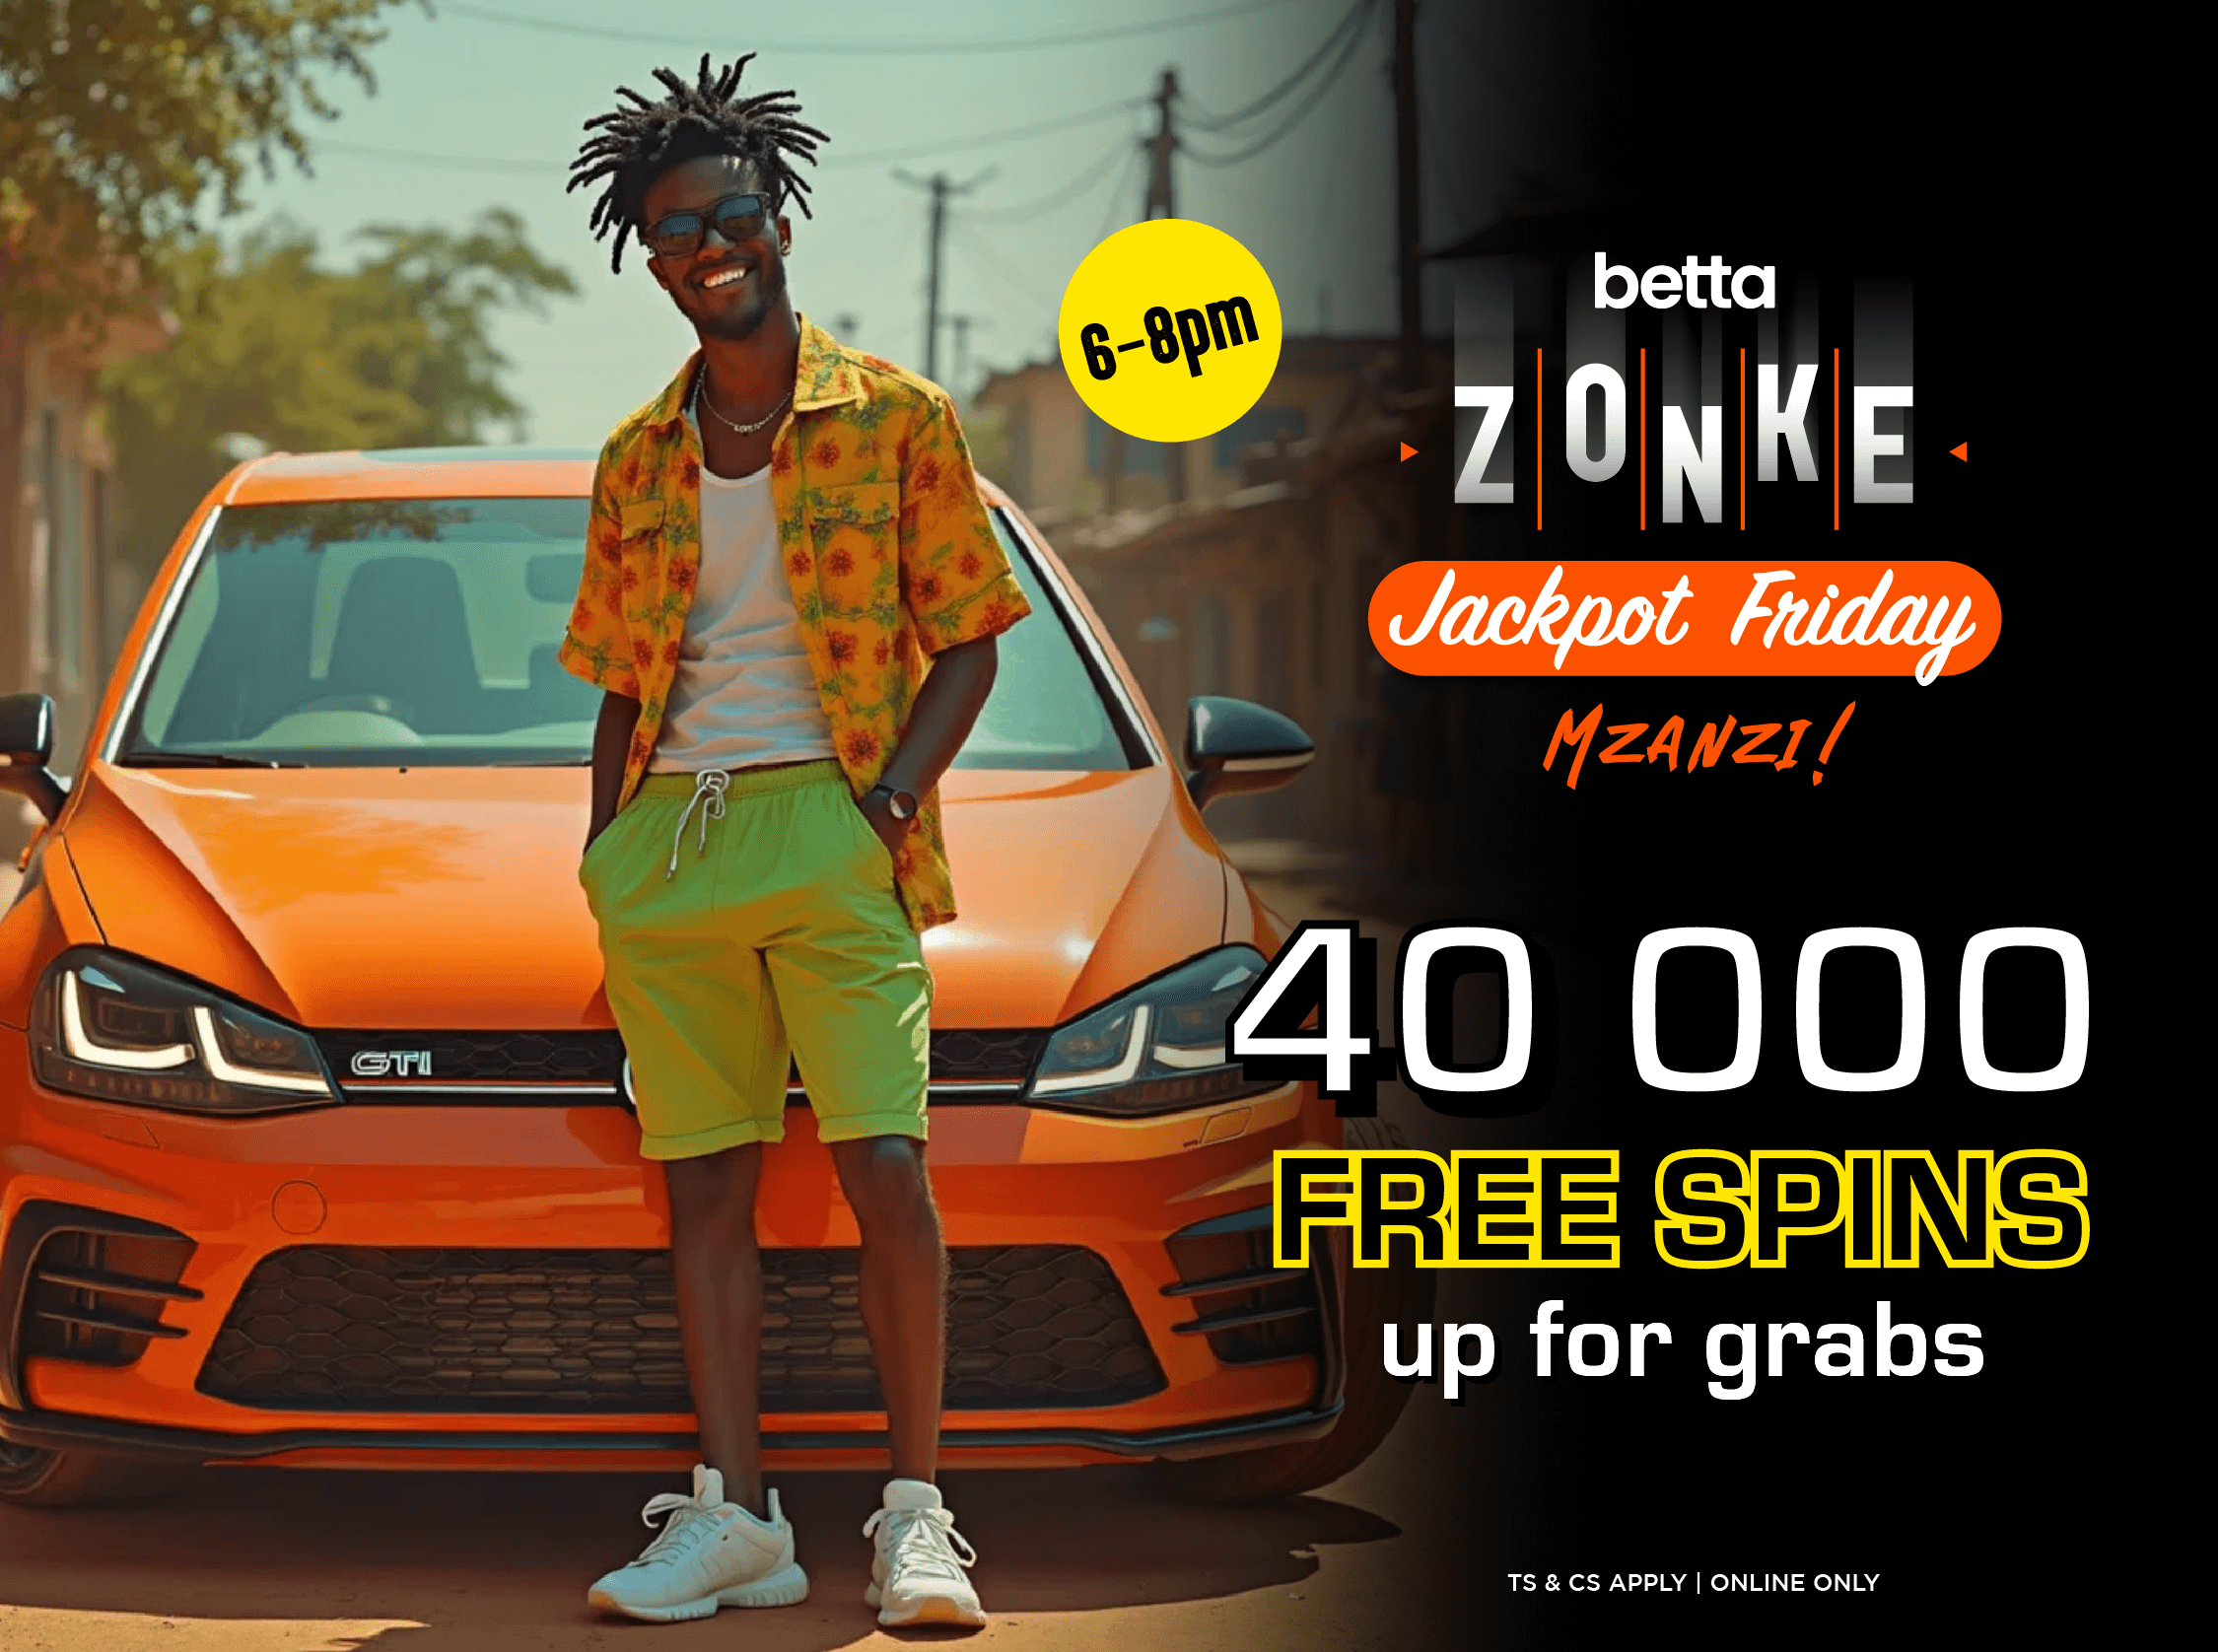 6-8pm
betta
ZONKE
Jackpot Friday
MZANZI!
GTI
40 000
FREE SPINS
up for grabs
TS & CS APPLY | ONLINE ONLY